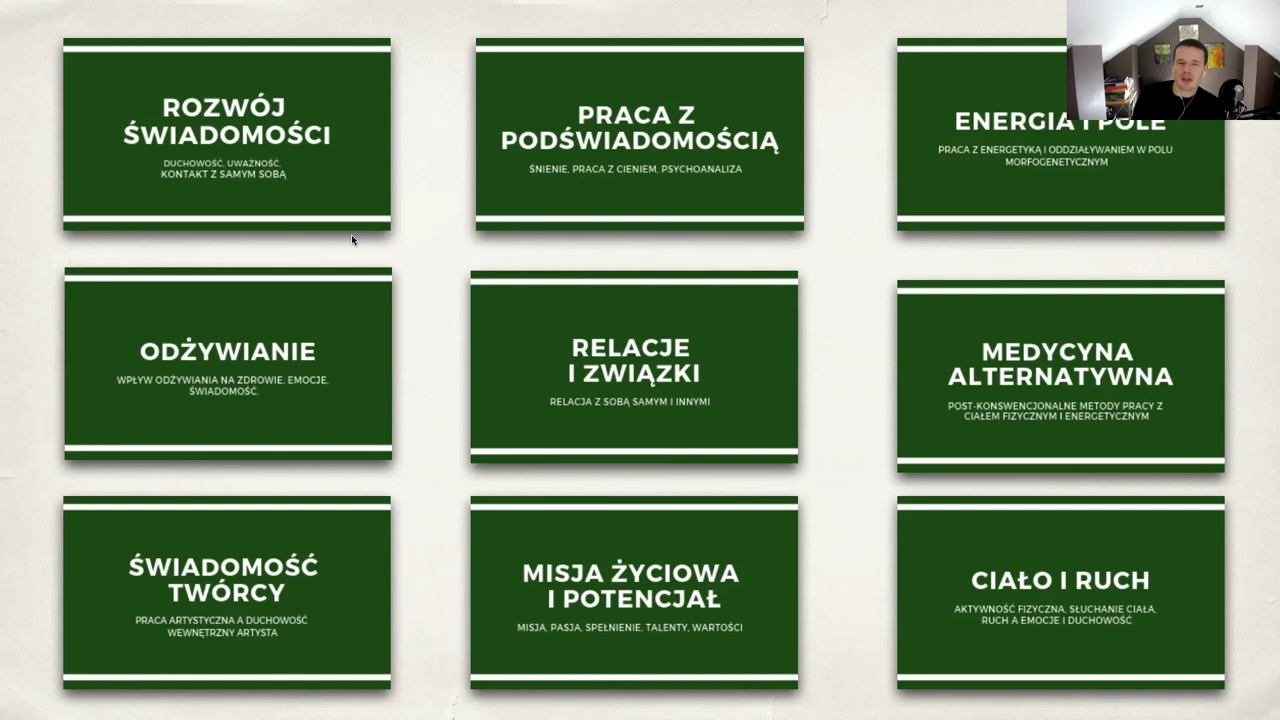 ROZWÓJ
ŚWIADOMOŚCI
DUCHOWOŚĆ, UWAŻNOŚĆ,
KONTAKT Z SAMYM SOBĄ
PRACA Z
PODŚWIADOMOŚCIĄ
ŚNIENIE, PRACA Z CIENIEM, PSYCHOANALIZA
ENERGIA I POLE
PRACA Z ENERGETYKĄ I ODDZIAŁYWANIEM W POLU
MORFOGENETYCZNYM
ODŻYWIANIE
WPŁYW ODŻYWIANIA NA ZDROWIE, EMOCJE,
ŚWIADOMOŚĆ.
RELACJE
I ZWIĄZKI
RELACJA Z SOBĄ SAMYM I INNYMI
MEDYCYNA
ALTERNATYWNA
POST-KONSWENCJONALNE METODY PRACY Z
CIAŁEM FIZYCZNYM I ENERGETYCZNYM
ŚWIADOMOŚĆ
TWÓRCY
PRACA ARTYSTYCZNA A DUCHOWOŚĆ
WEWNĘTRZNY ARTYSTA
MISJA ŻYCIOWA
I POTENCJAŁ
MISJA, PASJA, SPEŁNIENIE, TALENTY, WARTOŚCI
CIAŁO I RUCH
AKTYWNOŚĆ FIZYCZNA, SŁUCHANIE CIAŁA,
RUCH A EMOCJE I DUCHOWOŚĆ